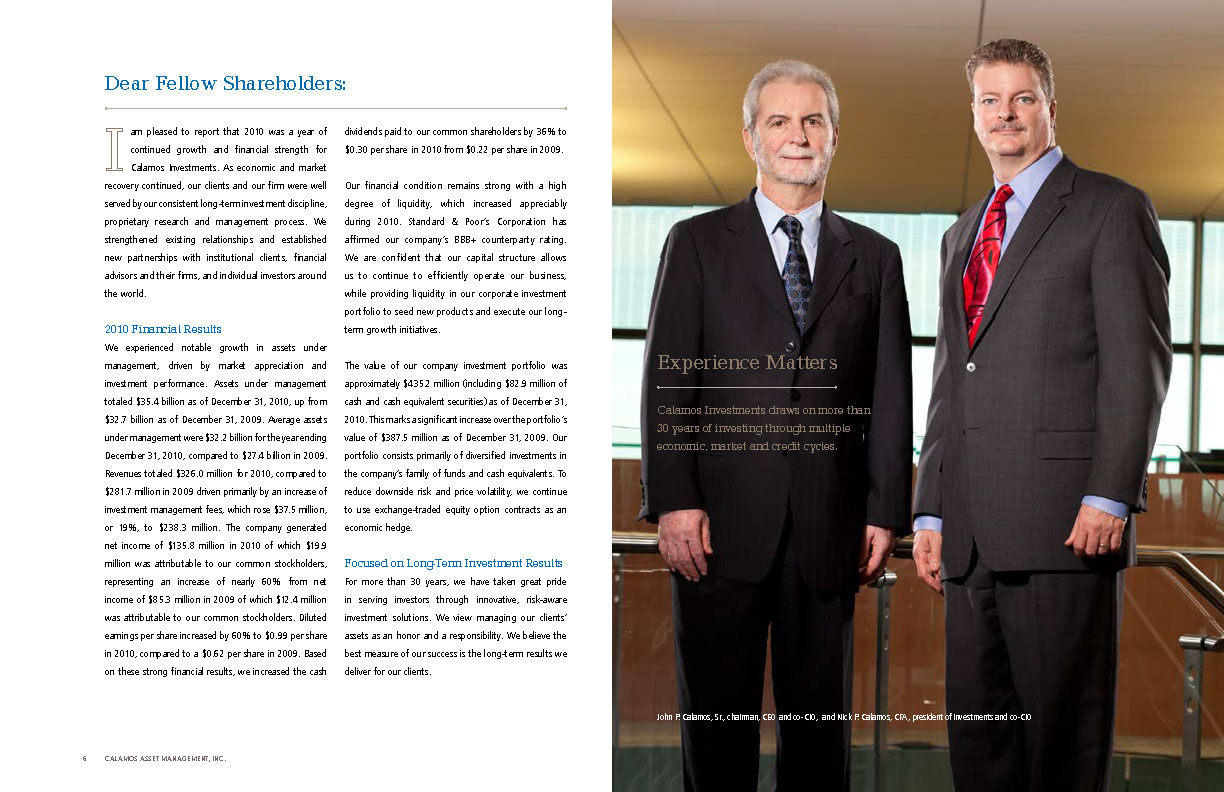 Dear Fellow Shareholders:
I am pleased to report that 2010 was a year of
continued growth and financial strength for
Calamos Investments. As economic and market
recovery continued, our clients and our firm were well
served by our consistent long-term investment discipline,
proprietary research and management process. We
strengthened existing relationships and established
new partnerships with institutional clients, financial
advisors and their firms, and individual investors around
the world.
2010 Financial Results
We experienced notable growth in assets under
management, driven by market appreciation and
investment performance. Assets under management
totaled $35.4 billion as of December 31, 2010, up from
$32.7 billion as of December 31, 2009. Average assets
under management were $32.2 billion for the year ending
December 31, 2010, compared to $27.4 billion in 2009.
Revenues totaled $326.0 million for 2010, compared to
$281.7 million in 2009 driven primarily by an increase of
investment management fees, which rose $37.5 million,
or 19%, to $238.3 million. The company generated
net income of $135.8 million in 2010 of which $19.9
million was attributable to our common stockholders,
representing an increase of nearly 60% from net
income of $85.3 million in 2009 of which $12.4 million
was attributable to our common stockholders. Diluted
earnings per share increased by 60% to $0.99 per share
in 2010, compared to a $0.62 per share in 2009. Based
on these strong financial results, we increased the cash
dividends paid to our common shareholders by 36% to
$0.30 per share in 2010 from $0.22 per share in 2009.
Our financial condition remains strong with a high
degree of liquidity, which increased appreciably
during 2010. Standard & Poor's Corporation has
affirmed our company's BBB+ counterparty rating.
We are confident that our capital structure allows
us to continue to efficiently operate our business,
while providing liquidity in our corporate investment
portfolio to seed new products and execute our long-
term growth initiatives.
The value of our company investment portfolio was
approximately $435.2 million (including $82.9 million of
cash and cash equivalent securities) as of December 31,
2010. This marks a significant increase over the portfolio's
value of $387.5 million as of December 31, 2009. Our
portfolio consists primarily of diversified investments in
the company's family of funds and cash equivalents. To
reduce downside risk and price volatility, we continue
to use exchange-traded equity option contracts as an
economic hedge.
Focused on Long-Term Investment Results
For more than 30 years, we have taken great pride
in serving investors through innovative, risk-aware
investment solutions. We view managing our clients'
assets as an honor and a responsibility. We believe the
best measure of our success is the long-term results we
deliver for our clients.
6 CALAMOS ASSET MANAGEMENT, INC.
Experience Matters
Calamos Investments draws on more than
30 years of investing through multiple
economic, market and credit cycles.
John P. Calamos, Sr., chairman, CEO and co-CIO, and Nick P. Calamos, CPA, president of investments and co-CIO